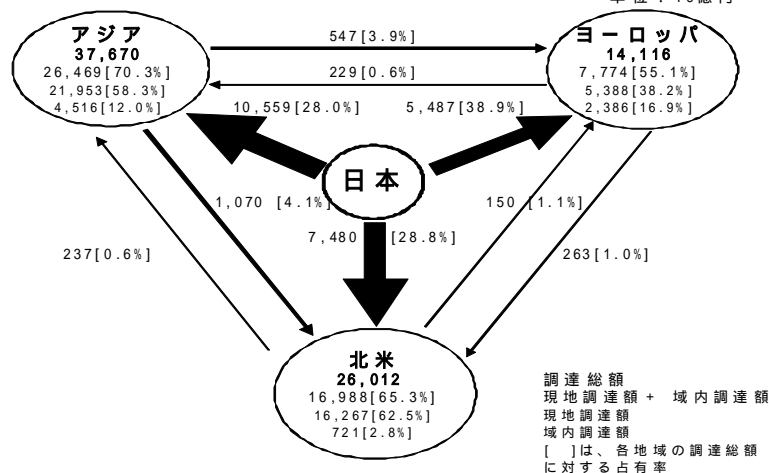 アジア
37,670
26,469[70.3%]
21,953[58.3%]
4,516[12.0%]
547[3.9%]
229[0.6%]
ヨーロッパ
14,116
7,774[55.1%]
5,388[38.2%]
2,386[16.9%]
10,559[28.0%]
5,487[38.9%]
日本
1,070 [4.1%]
150 [1.1%]
7,480 [28.8%]
237[0.6%]
263[1.0%]
北米
26,012
16,988[65.3%]
16,267[62.5%]
721[2.8%]
調達総額
現地調達額+ 域内調達額
現地調達額
域内調達額
[ ]は、各地域の調達総額
に対する占有率